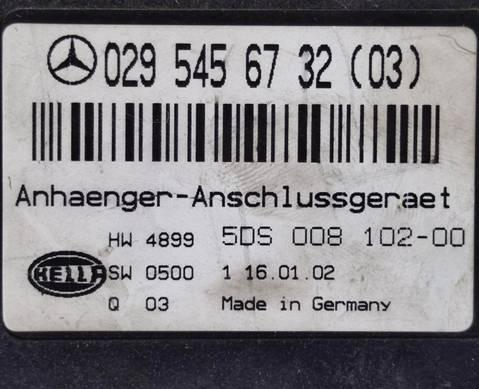 029 545 67 32 (03)
Anhaenger-Anschlussgeraet
HW 4899 5DS 008 102-00
HELLA SW 0500 1 16.01.02
Q 03 Made in Germany